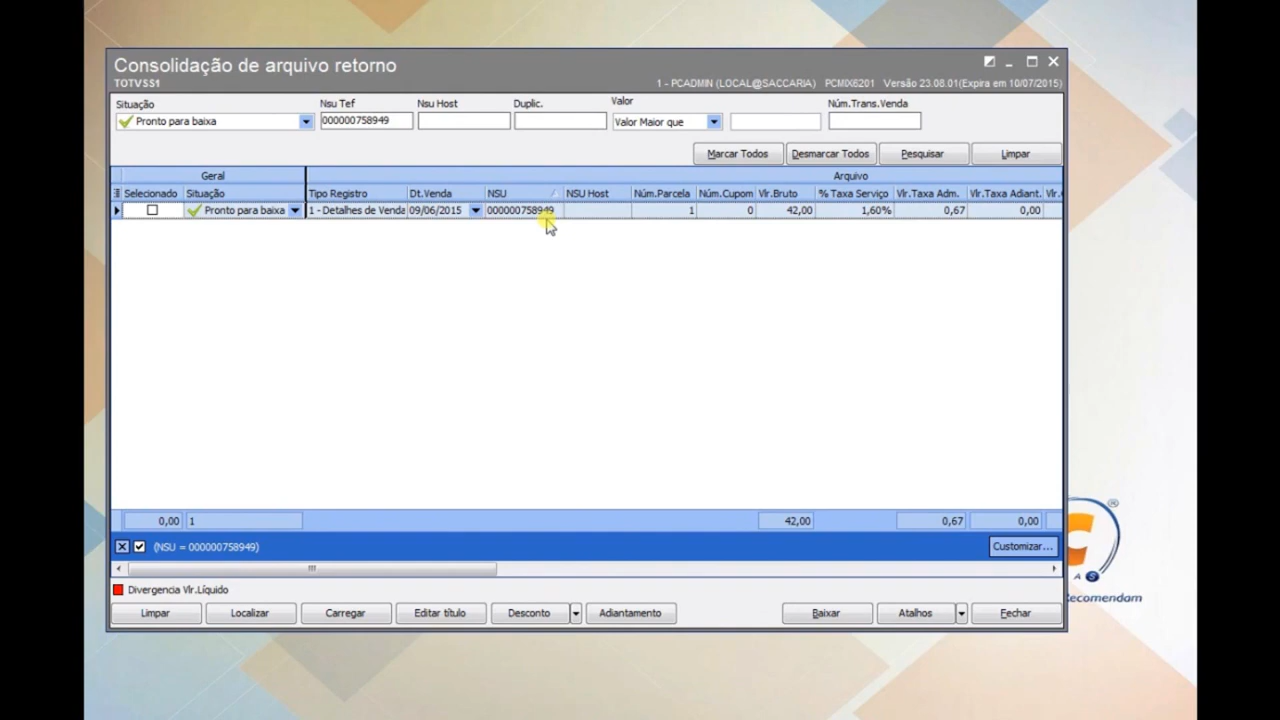 Consolidação de arquivo retorno
TOTVSS1
1 - PCADMIN (LOCAL@SACCARIA) PCMIX6201 Versão 23.08.01(Expira em 10/07/2015)
Situação Nsu Tef Nsu Host Duplic. Valor Núm.Trans.Venda
Pronto para baixa 000000758949 Valor Maior que
Marcar Todos Desmarcar Todos Pesquisar Limpar
Geral Arquivo
Selecionado Situação Tipo Registro Dt.Venda NSU NSU Host Núm.Parcela Núm.Cupom Vlr.Bruto % Taxa Serviço Vlr.Taxa Adm. Vlr.Taxa Adiant. Vlr.
Pronto para baixa 1 - Detalhes de Venda 09/06/2015 000000758949 1 0 42,00 1,60% 0,67 0,00
0,00 1 42,00 0,67 0,00
(NSU = 000000758949) Customizar...
Divergencia Vlr.Líquido
Limpar Localizar Carregar Editar título Desconto Adiantamento Baixar Atalhos Fechar
C ®
A S
Recomendam